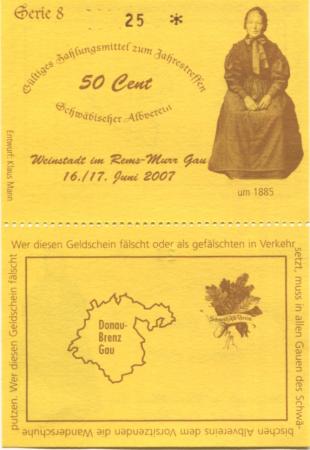 Serie 8
25 *
Gültiges Zahlungsmittel zum Jahrestreffen
50 Cent
Schwäbischer Albverein
Entwurf: Klaus Mann
Weinstadt im Rems-Murr Gau
16./17. Juni 2007
um 1885
Wer diesen Geldschein fälscht oder als gefälschten in Verkehr
setzt, muss in allen Gauen des Schwä-
bischen Albvereins dem Vorsitzenden die Wanderschuhe
putzen. Wer diesen Geldschein fälscht
Donau-
Brenz
Gau